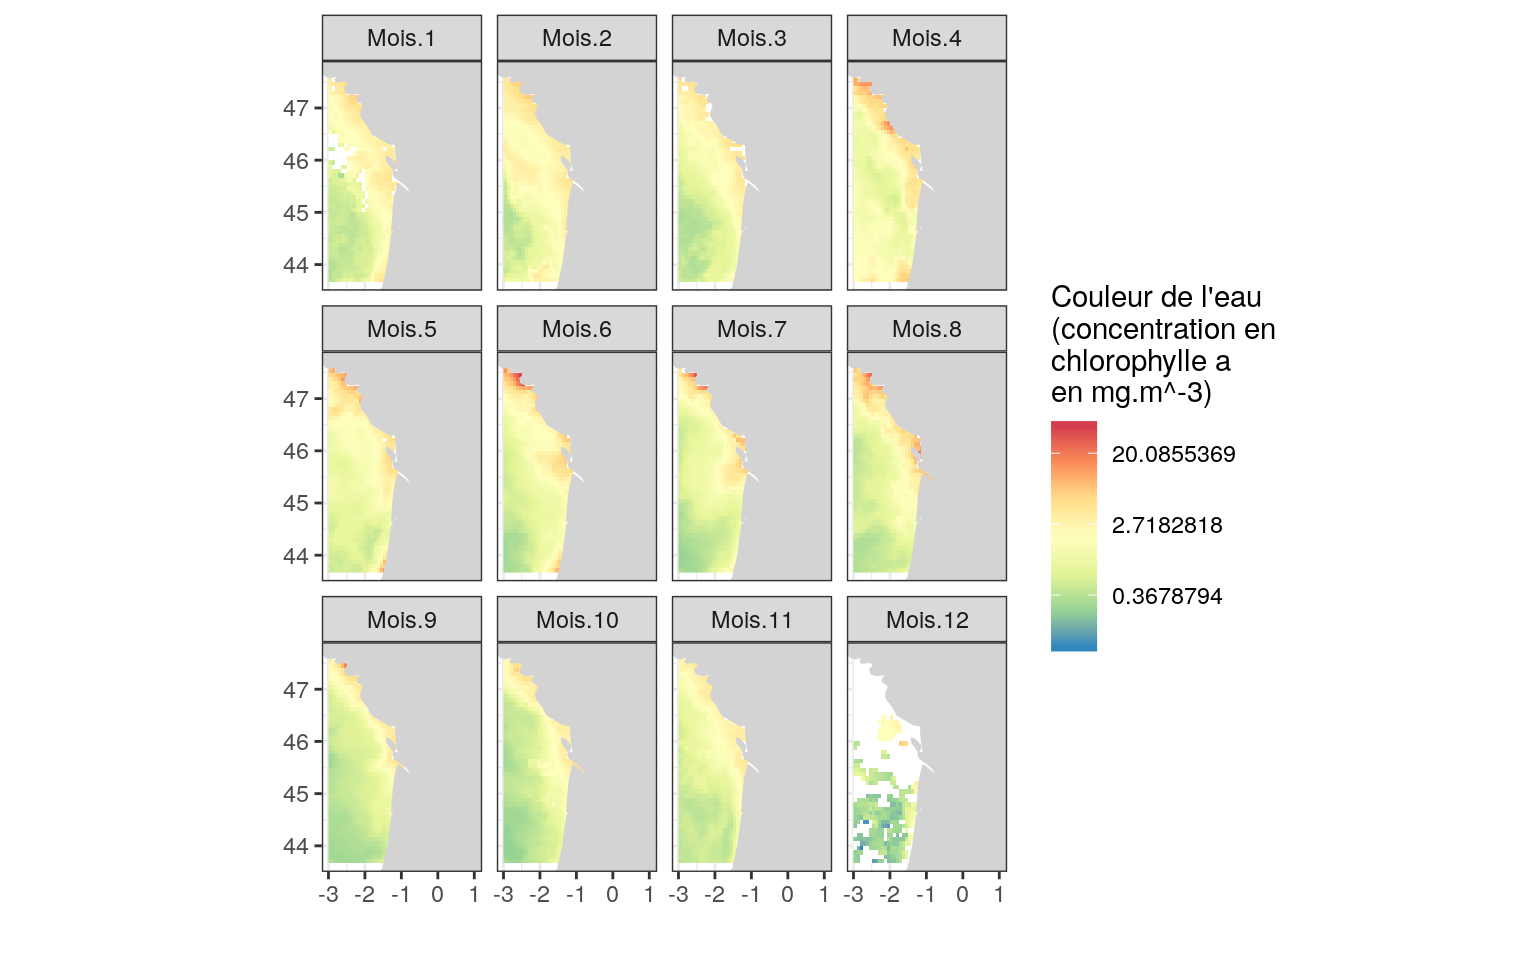 Mois.1 Mois.2 Mois.3 Mois.4
47
46
45
44
Mois.5 Mois.6 Mois.7 Mois.8
47
46
45
44
Mois.9 Mois.10 Mois.11 Mois.12
47
46
45
44
-3 -2 -1 0 1 -3 -2 -1 0 1 -3 -2 -1 0 1 -3 -2 -1 0 1
Couleur de l'eau
(concentration en
chlorophylle a
en mg.m^-3)
20.0855369
2.7182818
0.3678794